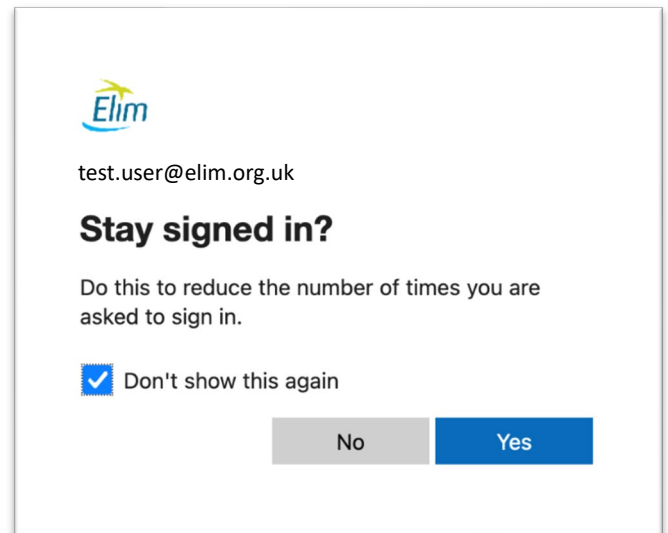 Elim
test.user@elim.org.uk
Stay signed in?
Do this to reduce the number of times you are
asked to sign in.
Don't show this again
No Yes